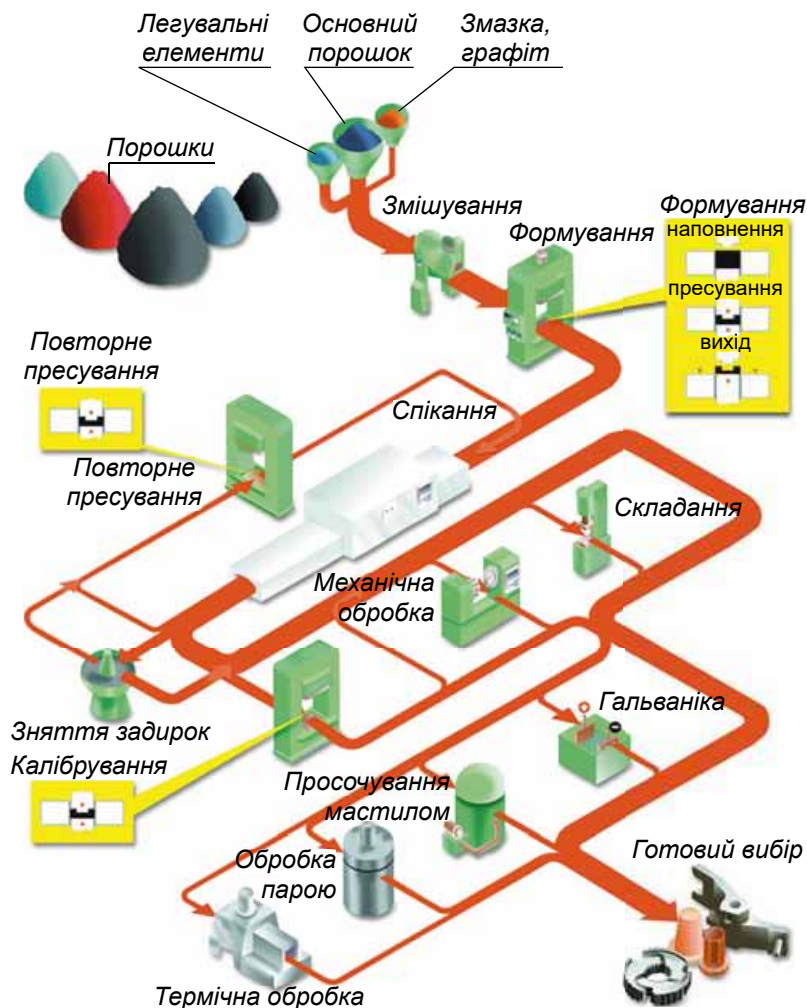 Легувальні
елементи
Основний
порошок
Змазка,
графіт
Порошки
Змішування
Формування
Формування
наповнення
пресування
вихід
Повторне
пресування
Спікання
Повторне
пресування
Складання
Механічна
обробка
Зняття задирок
Калібрування
Гальваніка
Просочування
мастилом
Обробка
парою
Готовий вибір
Термічна обробка